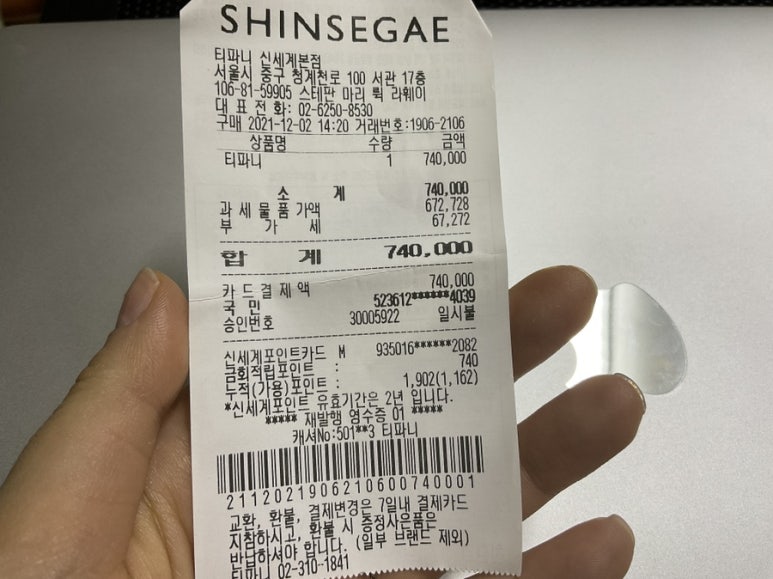 SHINSEGAE
티파니 신세계본점
서울시 중구 청계천로 100 서관 17층
106-81-59905 스테판 마리 뤽 라훼이
대 표 전 화: 02-6250-8530
구매 2021-12-02 14:20 거래번호:1906-2106
상품명 수량 금액
티파니 1 740,000
소 계 740,000
과 세 물 품 가액 672,728
부 가 세 67,272
합 계 740,000
카 드 결 제 액 740,000
국 민 523612******4039
승인번호 30005922 일시불
신세계포인트카드 M 935016******2082
금회적립포인트 : 740
누적(가용)포인트 : 1,902(1,162)
*신세계포인트 유효기간은 2년 입니다.
***** 재발행 영수증 01 *****
캐셔No:501**3 티파니
2112021906210600740001
교환, 환불, 결제변경은 7일내 결제카드
지참하시고, 환불 시 증정사은품은
반납하셔야 합니다. (일부 브랜드 제외)
티파니 02-310-1841